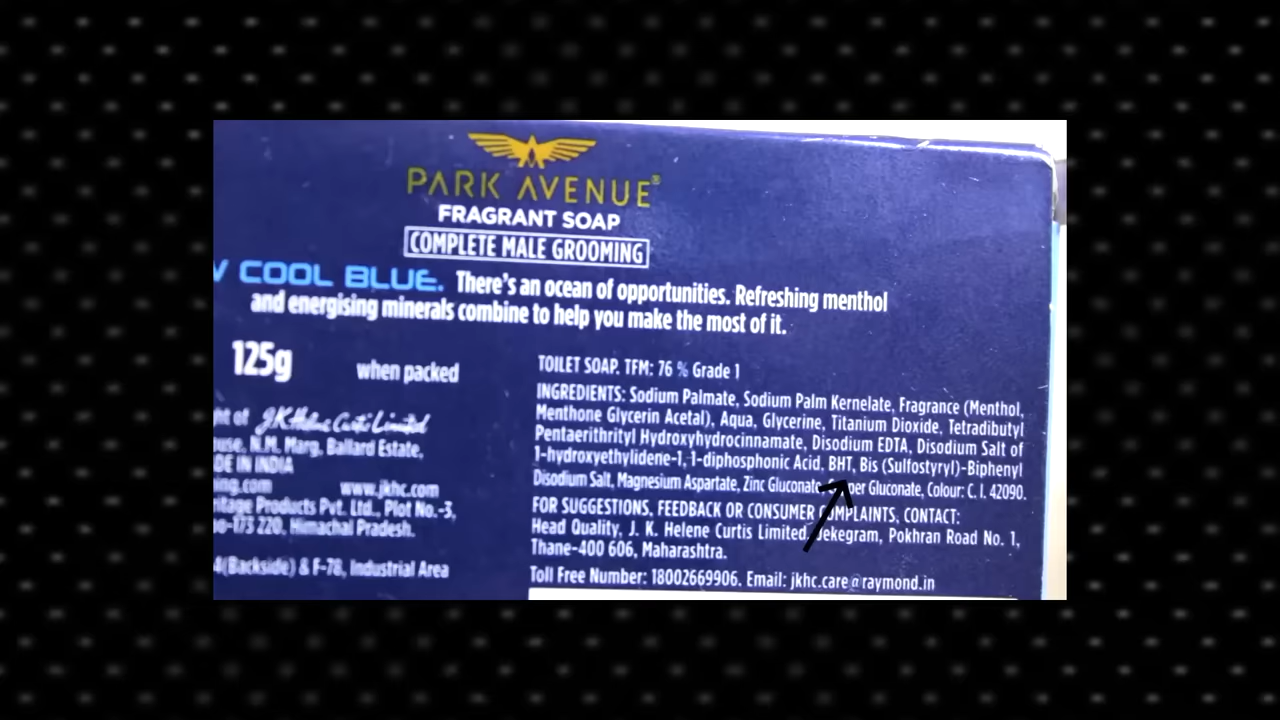 PARK AVENUE®
FRAGRANT SOAP
COMPLETE MALE GROOMING
COOL BLUE. There's an ocean of opportunities. Refreshing menthol
and energising minerals combine to help you make the most of it.
125g when packed
of JK Helene Curtis Limited
N.M. Marg, Ballard Estate,
IN INDIA
www.jkhc.com
Products Pvt. Ltd., Plot No.-3,
173 220, Himachal Pradesh.
(Backside) & F-78, Industrial Area
TOILET SOAP. TFM: 76 % Grade 1
INGREDIENTS: Sodium Palmate, Sodium Palm Kernelate, Fragrance (Menthol,
Menthone Glycerin Acetal), Aqua, Glycerine, Titanium Dioxide, Tetradibutyl
Pentaerithrityl Hydroxyhydrocinnamate, Disodium EDTA, Disodium Salt of
1-hydroxyethylidene-1, 1-diphosphonic Acid, BHT, Bis (Sulfostyryl)-Biphenyl
Disodium Salt, Magnesium Aspartate, Zinc Gluconate Gluconate, Colour: C. I. 42090.
FOR SUGGESTIONS, FEEDBACK OR CONSUMER COMPLAINTS, CONTACT:
Head Quality, J. K. Helene Curtis Limited, Jekegram, Pokhran Road No. 1,
Thane-400 606, Maharashtra.
Toll Free Number: 18002669906. Email: jkhc.care@raymond.in